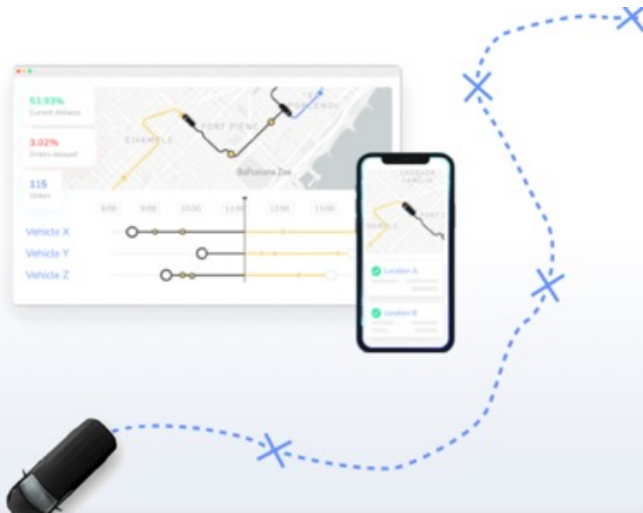 53.93%
Current distance
3.02%
Orders delayed
115
Orders
EIXAMPLE
FORT PIENC
POBLENOU
Barcelona Zoo
8:00 9:00 10:00 11:00 12:00 13:00
Vehicle X
Vehicle Y
Vehicle Z
SAGRADA
FAMILIA
Location A
Location B